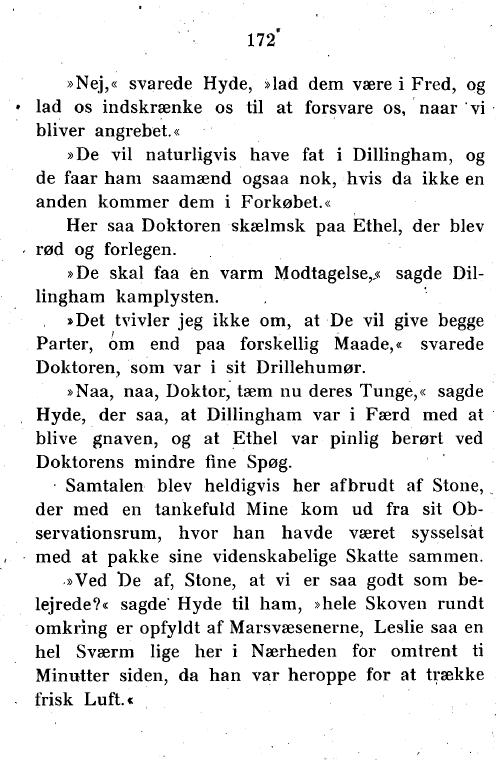 172
»Nej,« svarede Hyde, »lad dem være i Fred, og
lad os indskrænke os til at forsvare os, naar vi
bliver angrebet.«
»De vil naturligvis have fat i Dillingham, og
de faar ham saamænd ogsaa nok, hvis da ikke en
anden kommer dem i Forkøbet.«
Her saa Doktoren skælmsk paa Ethel, der blev
rød og forlegen.
»De skal faa en varm Modtagelse,« sagde Dil-
lingham kamplysten.
»Det tvivler jeg ikke om, at De vil give begge
Parter, om end paa forskellig Maade,« svarede
Doktoren, som var i sit Drillehumør.
»Naa, naa, Doktor, tæm nu deres Tunge,« sagde
Hyde, der saa, at Dillingham var i Færd med at
blive gnaven, og at Ethel var pinlig berørt ved
Doktorens mindre fine Spøg.
Samtalen blev heldigvis her afbrudt af Stone,
der med en tankefuld Mine kom ud fra sit Ob-
servationsrum, hvor han havde været sysselsat
med at pakke sine videnskabelige Skatte sammen.
»Ved De af, Stone, at vi er saa godt som be-
lejrede?« sagde Hyde til ham, »hele Skoven rundt
omkring er opfyldt af Marsvæsenerne, Leslie saa en
hel Sværm lige her i Nærheden for omtrent ti
Minutter siden, da han var heroppe for at trække
frisk Luft.«